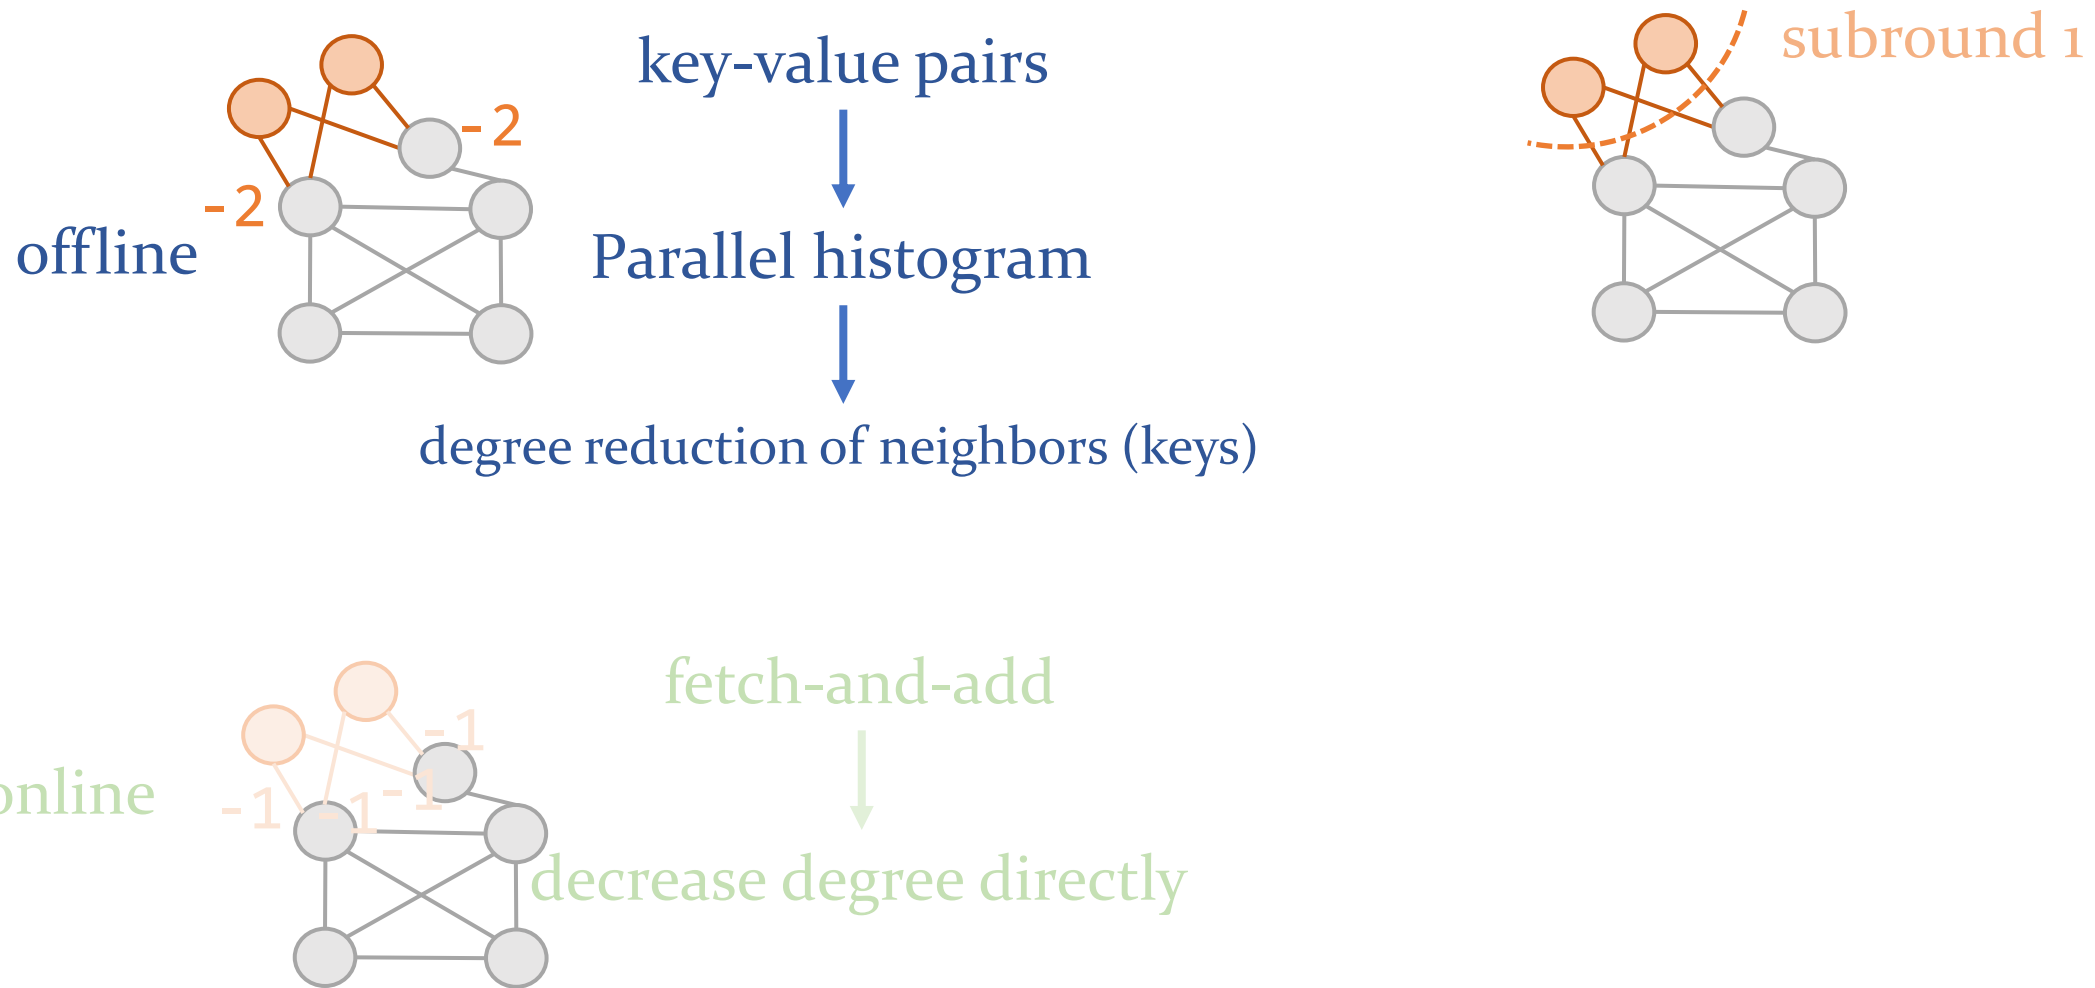 key-value pairs
subround 1
-2
-2
offline
Parallel histogram
degree reduction of neighbors (keys)
fetch-and-add
-1
-1
-1
-1
online
decrease degree directly